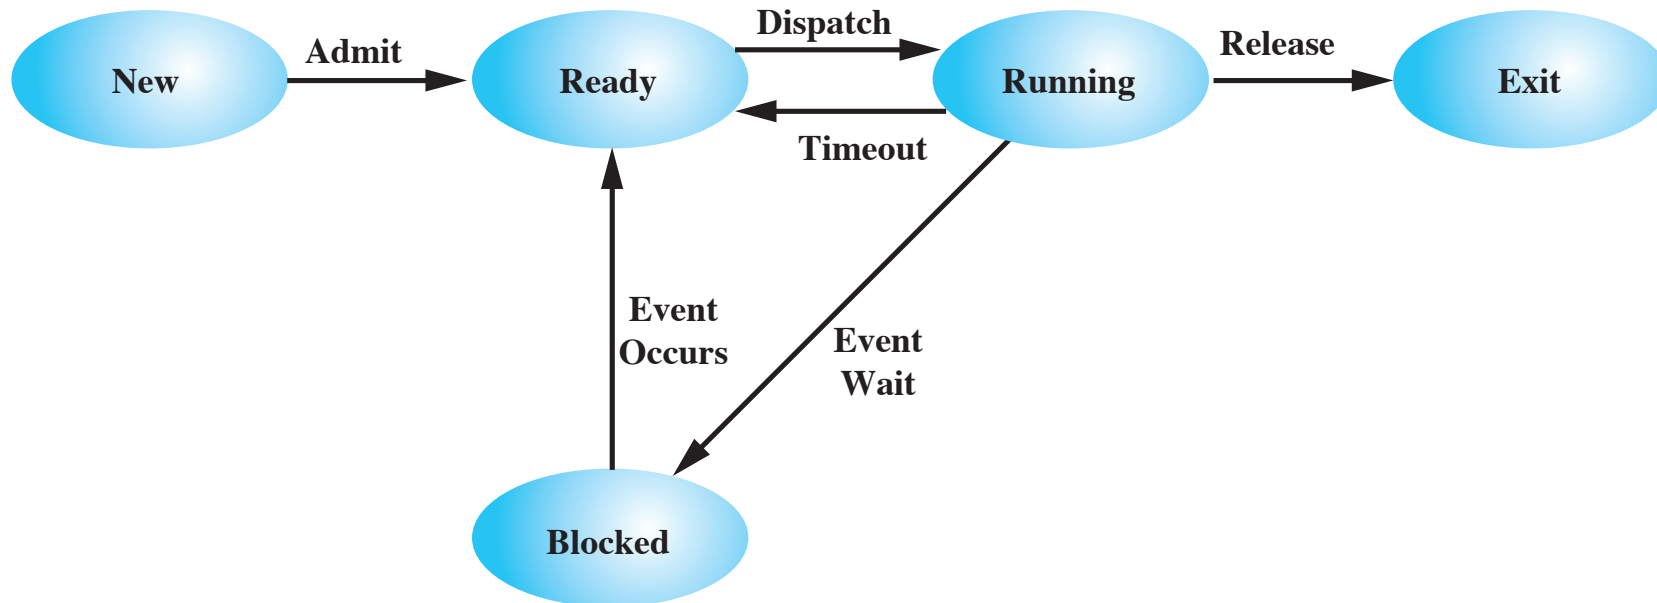 Dispatch
Admit
Release
New
Ready
Running
Exit
Timeout
Event
Occurs
Event
Wait
Blocked